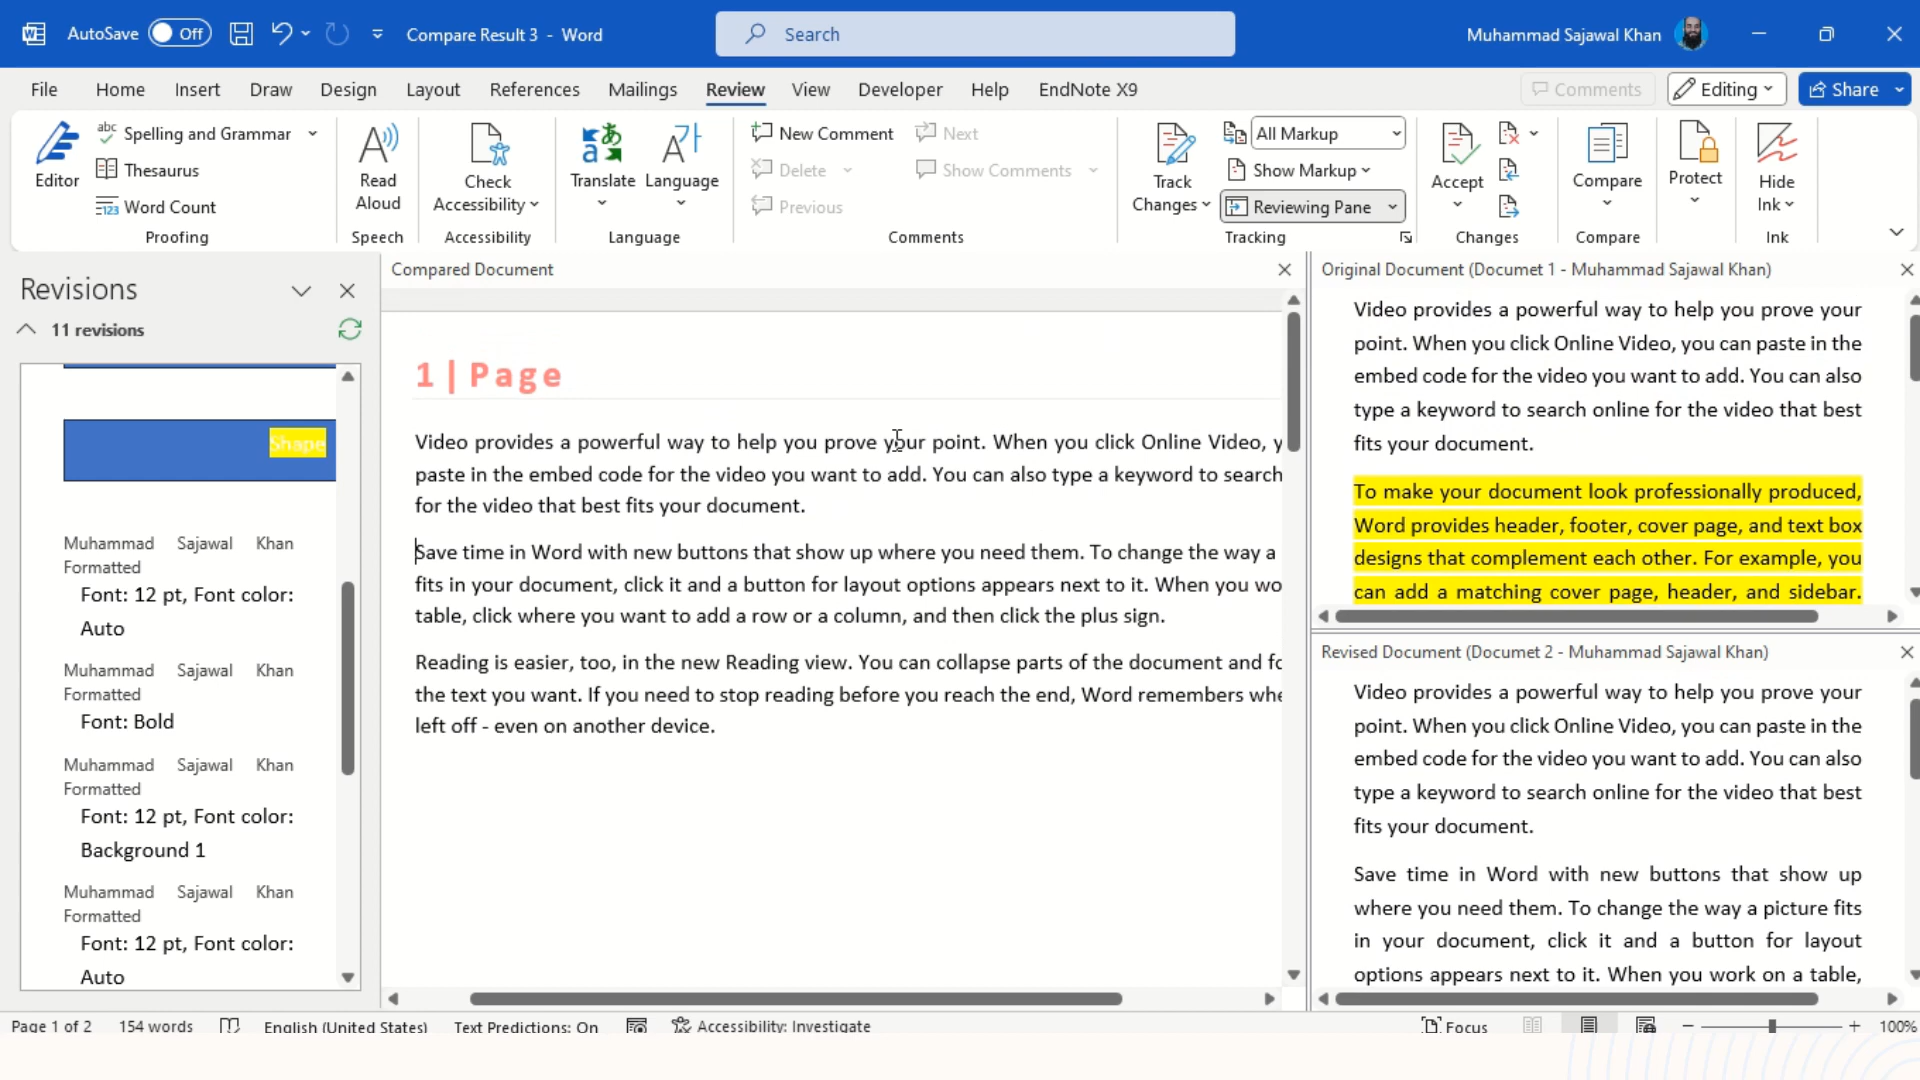 AutoSave Off Compare Result 3 - Word Search Muhammad Sajawal Khan
File Home Insert Draw Design Layout References Mailings Review View Developer Help EndNote X9 Comments Editing Share
Editor
abc Spelling and Grammar
Thesaurus
123 Word Count
Proofing
Read
Aloud
Speech
Check
Accessibility
Accessibility
Translate
Language
Language
New Comment
Delete
Previous
Next
Show Comments
Comments
Track
Changes
All Markup
Show Markup
Reviewing Pane
Tracking
Accept
Changes
Compare
Compare
Protect
Hide
Ink
Ink
Revisions
11 revisions
Shape
Muhammad Sajawal Khan
Formatted
Font: 12 pt, Font color:
Auto
Muhammad Sajawal Khan
Formatted
Font: Bold
Muhammad Sajawal Khan
Formatted
Font: 12 pt, Font color:
Background 1
Muhammad Sajawal Khan
Formatted
Font: 12 pt, Font color:
Auto
Compared Document
1 | Page
Video provides a powerful way to help you prove your point. When you click Online Video, y
paste in the embed code for the video you want to add. You can also type a keyword to search
for the video that best fits your document.
Save time in Word with new buttons that show up where you need them. To change the way a
fits in your document, click it and a button for layout options appears next to it. When you wo
table, click where you want to add a row or a column, and then click the plus sign.
Reading is easier, too, in the new Reading view. You can collapse parts of the document and fo
the text you want. If you need to stop reading before you reach the end, Word remembers whe
left off - even on another device.
Original Document (Documet 1 - Muhammad Sajawal Khan)
Video provides a powerful way to help you prove your
point. When you click Online Video, you can paste in the
embed code for the video you want to add. You can also
type a keyword to search online for the video that best
fits your document.
To make your document look professionally produced,
Word provides header, footer, cover page, and text box
designs that complement each other. For example, you
can add a matching cover page, header, and sidebar.
Revised Document (Documet 2 - Muhammad Sajawal Khan)
Video provides a powerful way to help you prove your
point. When you click Online Video, you can paste in the
embed code for the video you want to add. You can also
type a keyword to search online for the video that best
fits your document.
Save time in Word with new buttons that show up
where you need them. To change the way a picture fits
in your document, click it and a button for layout
options appears next to it. When you work on a table,
Page 1 of 2 154 words English (United States) Text Predictions: On Accessibility: Investigate Focus 100%